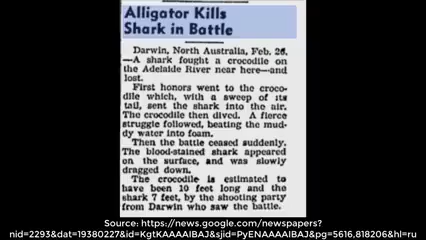 Alligator Kills
Shark in Battle
Darwin, North Australia, Feb. 26.
—A shark fought a crocodile on
the Adelaide River near here—and
lost.
First honors went to the croco-
dile which, with a sweep of its
tail, sent the shark into the air.
The crocodile then dived. A fierce
struggle followed, beating the mud-
dy water into foam.
Then the battle ceased suddenly.
The blood-stained shark appeared
on the surface, and was slowly
dragged down.
The crocodile is estimated to
have been 10 feet long and the
shark 7 feet, by the shooting party
from Darwin who saw the battle.
Source: https://news.google.com/newspapers?
nid=2293&dat=19380227&id=KgtKAAAAIBAJ&sjid=PyENAAAAIBAJ&pg=5616,818206&hl=ru